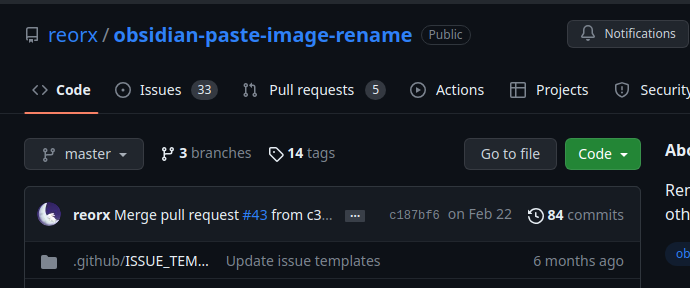 reorx / obsidian-paste-image-rename Public Notifications
Code Issues 33 Pull requests 5 Actions Projects Security
master 3 branches 14 tags Go to file Code Abo
reorx Merge pull request #43 from c3... ... c187bf6 on Feb 22 84 commits
Ren
oth
.github/ISSUE_TEM... Update issue templates 6 months ago
ob